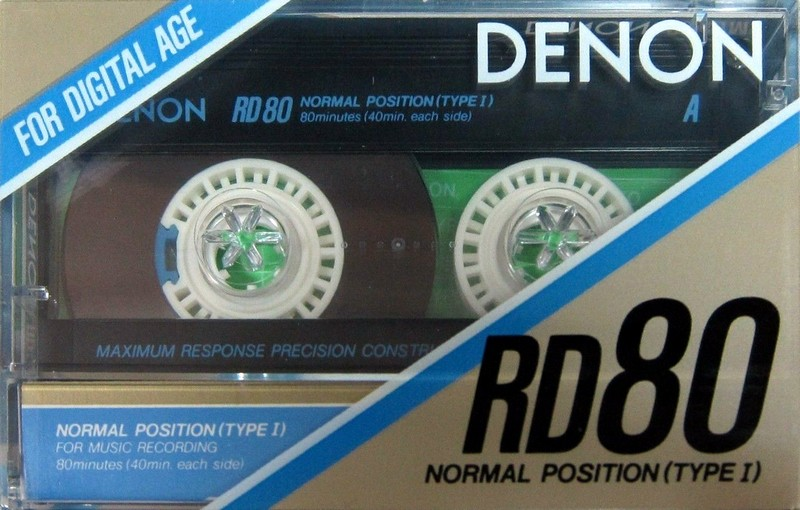 FOR DIGITAL AGE
DENON
ENON RD80 NORMAL POSITION (TYPE I)
80minutes (40min. each side)
A
MAXIMUM RESPONSE PRECISION CONSTR
NORMAL POSITION (TYPE I)
FOR MUSIC RECORDING
80minutes (40min. each side)
RD80
NORMAL POSITION (TYPE I)